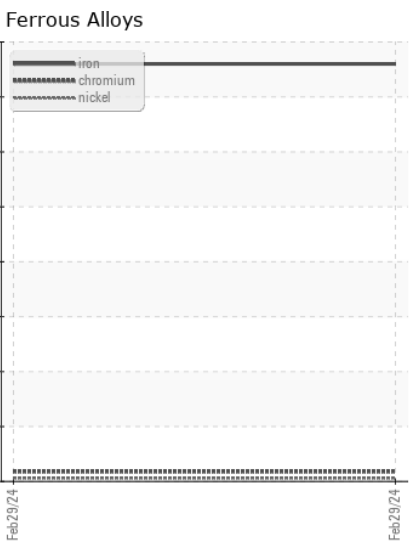 Ferrous Alloys
iron
chromium
nickel
Feb29/24
Feb29/24